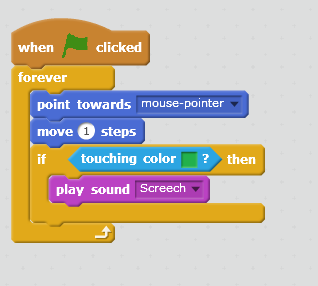 when clicked
forever
point towards mouse-pointer
move 1 steps
if touching color ? then
play sound Screech